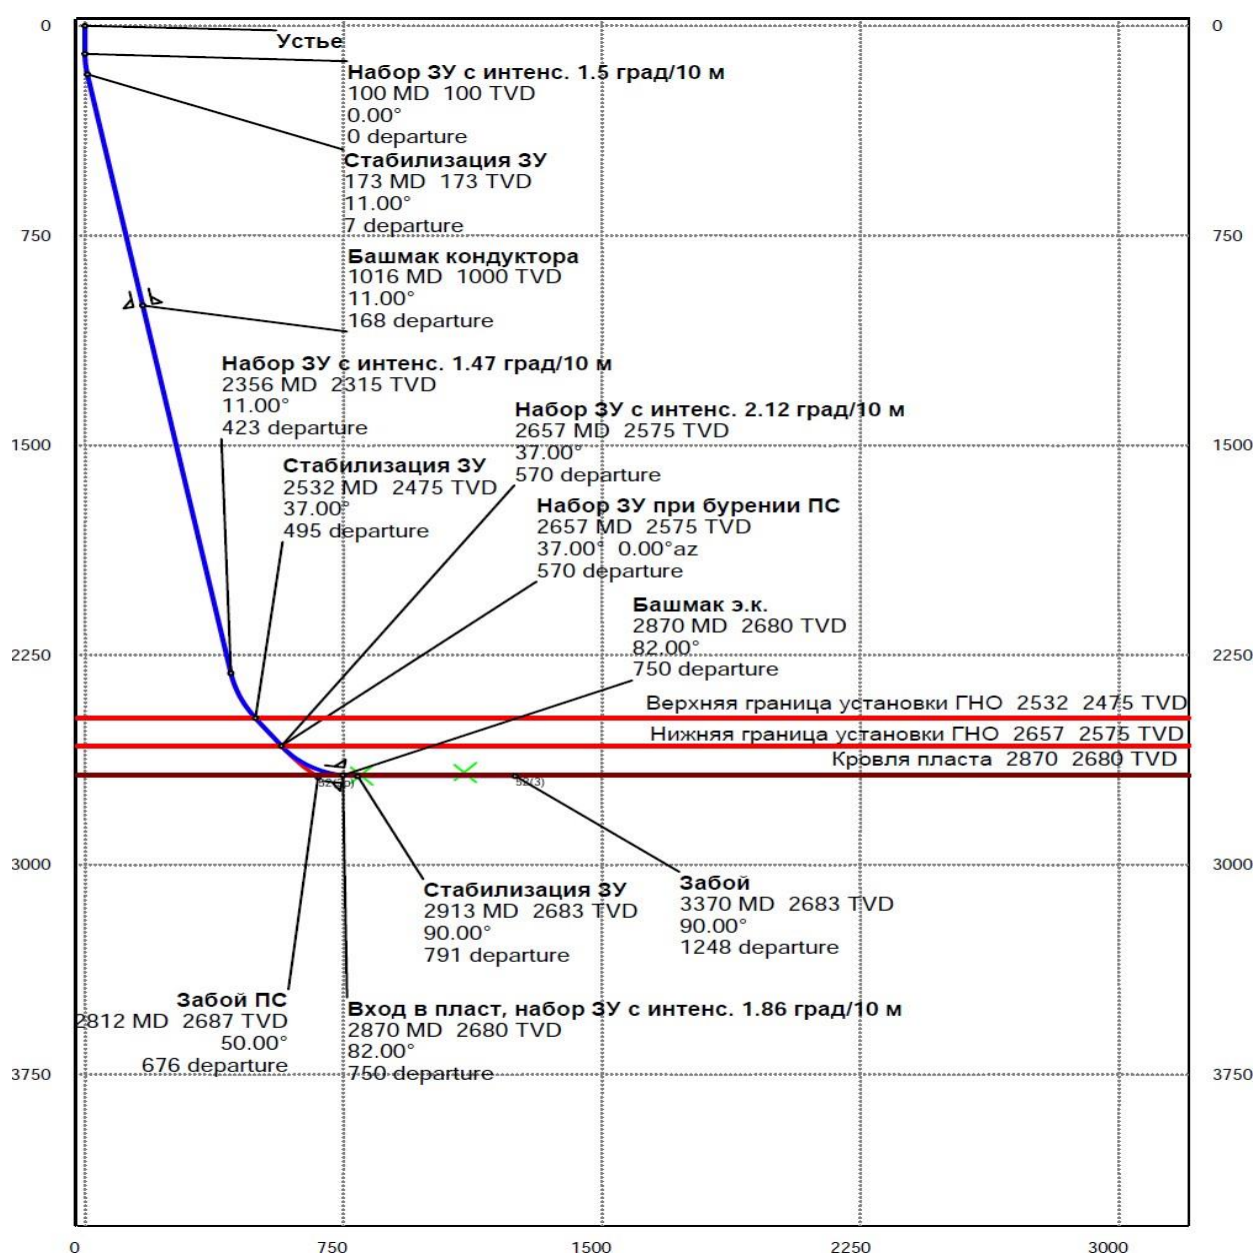 0
0
Устье
Набор ЗУ с интенс. 1.5 град/10 м
100 MD 100 TVD
0.00°
0 departure
Стабилизация ЗУ
173 MD 173 TVD
11.00°
7 departure
750
750
Башмак кондуктора
1016 MD 1000 TVD
11.00°
168 departure
Набор ЗУ с интенс. 1.47 град/10 м
2356 MD 2315 TVD
11.00°
423 departure
Набор ЗУ с интенс. 2.12 град/10 м
2657 MD 2575 TVD
37.00°
570 departure
1500
1500
Стабилизация ЗУ
2532 MD 2475 TVD
37.00°
495 departure
Набор ЗУ при бурении ПС
2657 MD 2575 TVD
37.00° 0.00°az
570 departure
Башмак э.к.
2870 MD 2680 TVD
82.00°
750 departure
2250
2250
Верхняя граница установки ГНО 2532 2475 TVD
Нижняя граница установки ГНО 2657 2575 TVD
Кровля пласта 2870 2680 TVD
52(3)
3000
3000
Стабилизация ЗУ
2913 MD 2683 TVD
90.00°
791 departure
Забой
3370 MD 2683 TVD
90.00°
1248 departure
Забой ПС
2812 MD 2687 TVD
50.00°
676 departure
Вход в пласт, набор ЗУ с интенс. 1.86 град/10 м
2870 MD 2680 TVD
82.00°
750 departure
3750
3750
0
750
1500
2250
3000